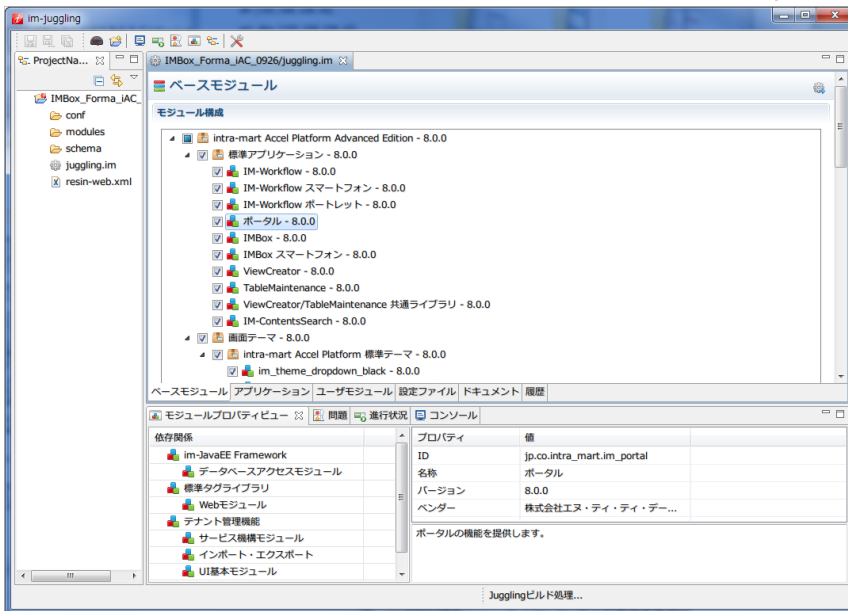 im-Juggling
ProjectNa...
IMBox_Forma_iAC_0926/juggling.im
IMBox_Forma_iAC_
conf
modules
schema
juggling.im
resin-web.xml
ベースモジュール
モジュール構成
intra-mart Accel Platform Advanced Edition - 8.0.0
標準アプリケーション - 8.0.0
IM-Workflow - 8.0.0
IM-Workflow スマートフォン - 8.0.0
IM-Workflow ポートレット - 8.0.0
ポータル - 8.0.0
IMBox - 8.0.0
IMBox スマートフォン - 8.0.0
ViewCreator - 8.0.0
TableMaintenance - 8.0.0
ViewCreator/TableMaintenance 共通ライブラリ - 8.0.0
IM-ContentsSearch - 8.0.0
画面テーマ - 8.0.0
intra-mart Accel Platform 標準テーマ - 8.0.0
im_theme_dropdown_black - 8.0.0
ベースモジュール アプリケーション ユーザモジュール 設定ファイル ドキュメント 履歴
モジュールプロパティビュー 問題 進行状況 コンソール
依存関係
im-JavaEE Framework
データベースアクセスモジュール
標準タグライブラリ
Webモジュール
テナント管理機能
サービス機構モジュール
インポート・エクスポート
UI基本モジュール
プロパティ 値
ID jp.co.intra_mart.im_portal
名称 ポータル
バージョン 8.0.0
ベンダー 株式会社エヌ・ティ・ティ・デー...
ポータルの機能を提供します。
Jugglingビルド処理...